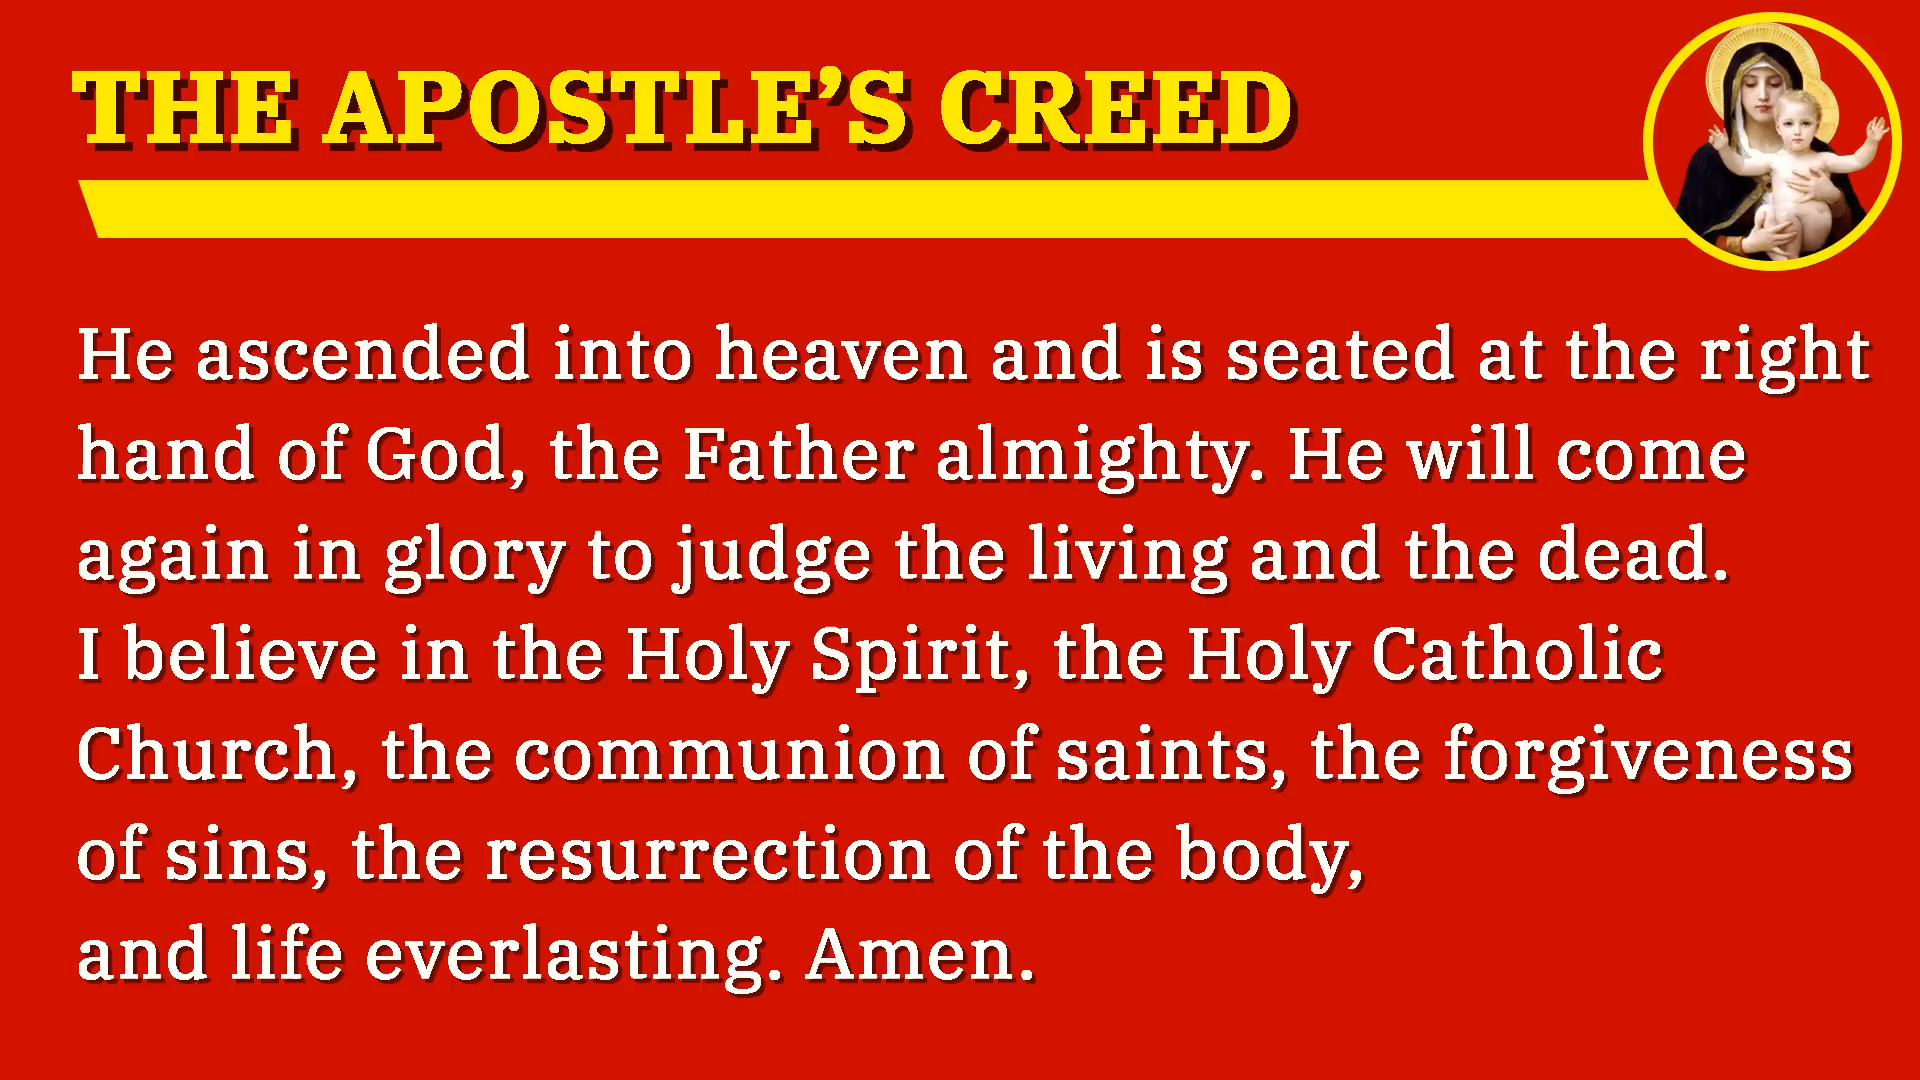 THE APOSTLE’S CREED
He ascended into heaven and is seated at the right
hand of God, the Father almighty. He will come
again in glory to judge the living and the dead.
I believe in the Holy Spirit, the Holy Catholic
Church, the communion of saints, the forgiveness
of sins, the resurrection of the body,
and life everlasting. Amen.